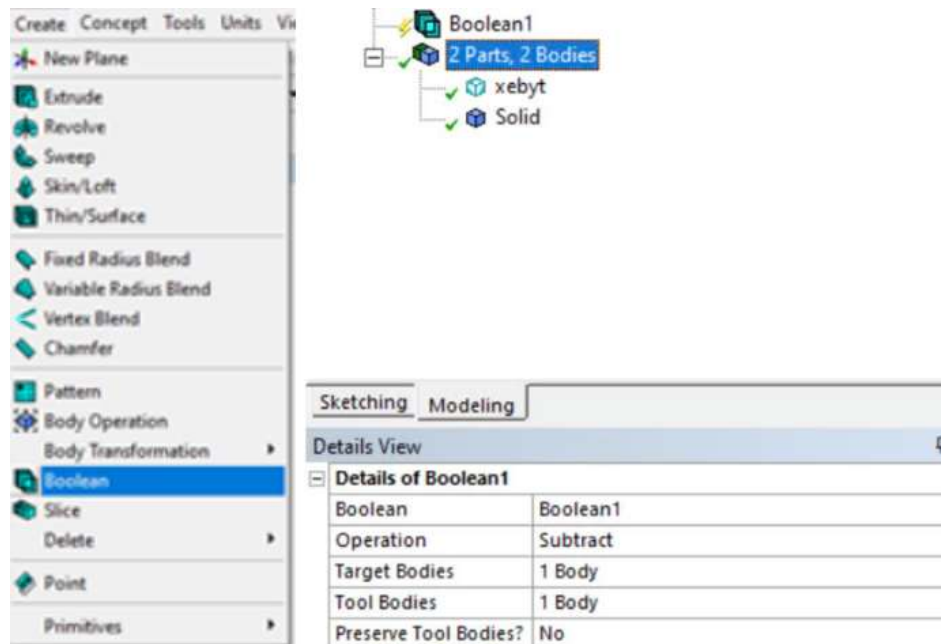 Create Concept Tools Units Vi
New Plane
Extrude
Revolve
Sweep
Skin/Loft
Thin/Surface
Fixed Radius Blend
Variable Radius Blend
Vertex Blend
Chamfer
Pattern
Body Operation
Body Transformation
Boolean
Slice
Delete
Point
Primitives
Boolean1
2 Parts, 2 Bodies
xebyt
Solid
Sketching Modeling
Details View
Details of Boolean1
Boolean Boolean1
Operation Subtract
Target Bodies 1 Body
Tool Bodies 1 Body
Preserve Tool Bodies? No